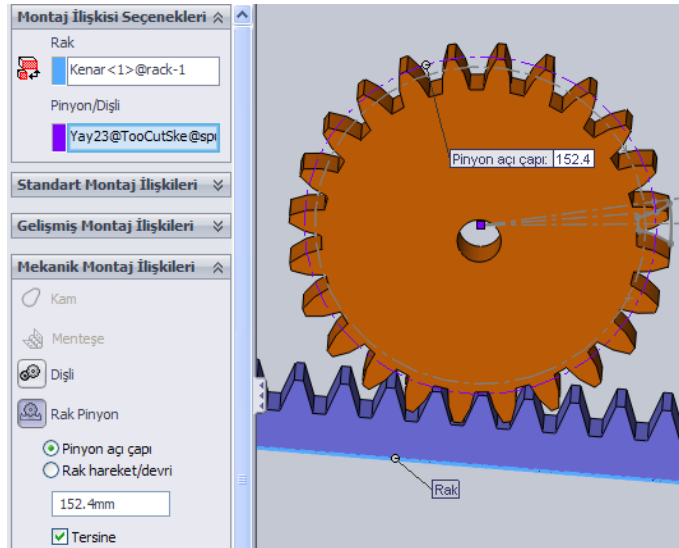 Montaj İlişkisi Seçenekleri
Rak
Kenar<1>@rack-1
Pinyon/Dişli
Yay23@TooCutSke@spu
Standart Montaj İlişkileri
Gelişmiş Montaj İlişkileri
Mekanik Montaj İlişkileri
Kam
Menteşe
Dişli
Rak Pinyon
Pinyon açı çapı
Rak hareket/devri
152.4mm
Tersine
Pinyon açı çapı: 152.4
Rak